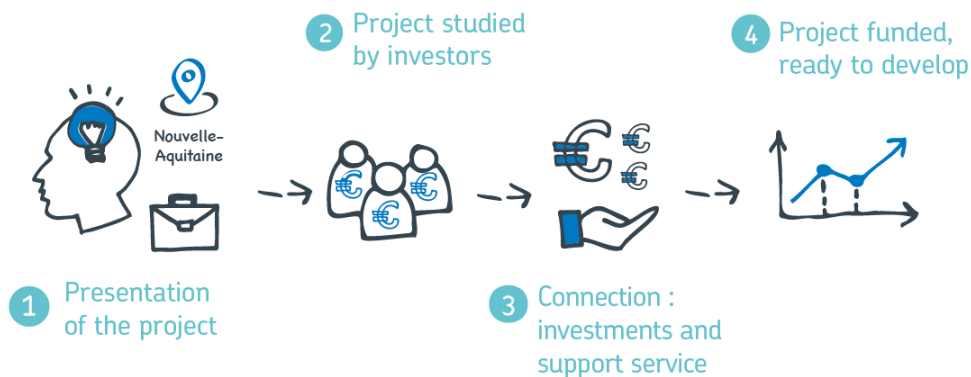 1 Presentation
of the project
Nouvelle-
Aquitaine
2 Project studied
by investors
€
€
€
3 Connection :
investments and
support service
€
€
€
4 Project funded,
ready to develop